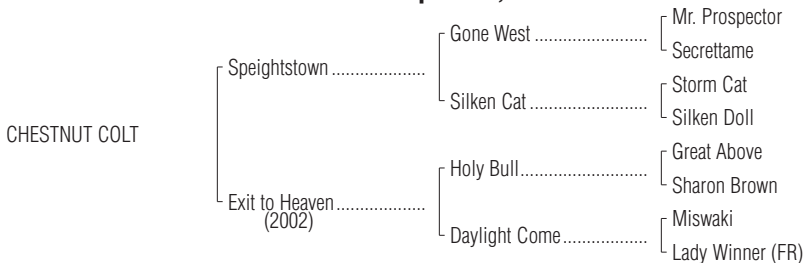 Mr. Prospector
Gone West ........................
Secrettame
Speightstown ....................
Storm Cat
Silken Cat .........................
Silken Doll
CHESTNUT COLT
Great Above
Holy Bull...........................
Sharon Brown
Exit to Heaven...................
(2002)
Miswaki
Daylight Come..................
Lady Winner (FR)